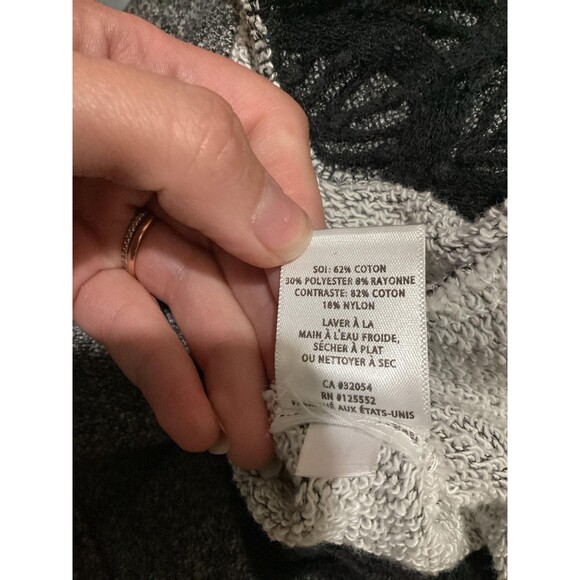 SOI: 62% COTON
30% POLYESTER 8% RAYONNE
CONTRASTE: 82% COTON
18% NYLON
LAVER À LA
MAIN À L'EAU FROIDE,
SÉCHER À PLAT
OU NETTOYER À SEC
CA #32054
RN #125552
FABRIQUÉ AUX ÉTATS-UNIS